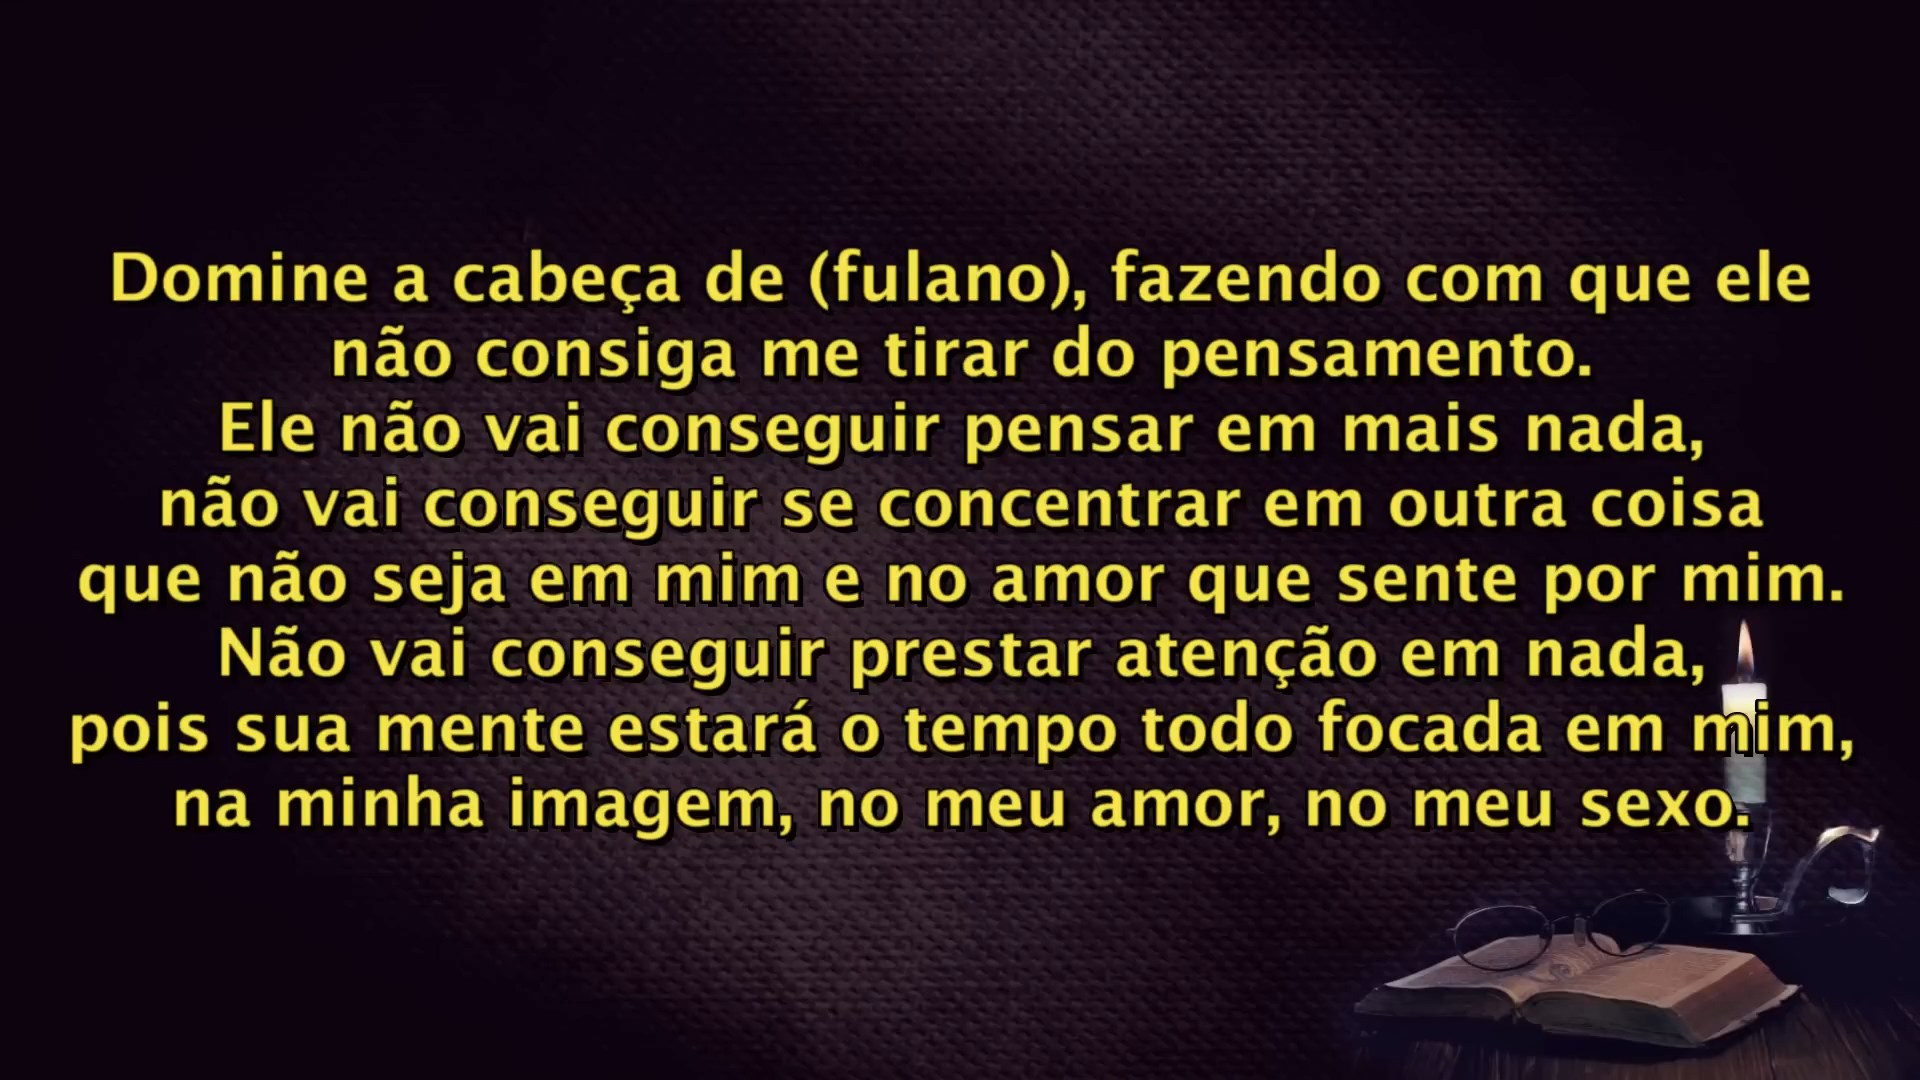 Domine a cabeça de (fulano), fazendo com que ele
não consiga me tirar do pensamento.
Ele não vai conseguir pensar em mais nada,
não vai conseguir se concentrar em outra coisa
que não seja em mim e no amor que sente por mim.
Não vai conseguir prestar atenção em nada,
pois sua mente estará o tempo todo focada em mim,
na minha imagem, no meu amor, no meu sexo.